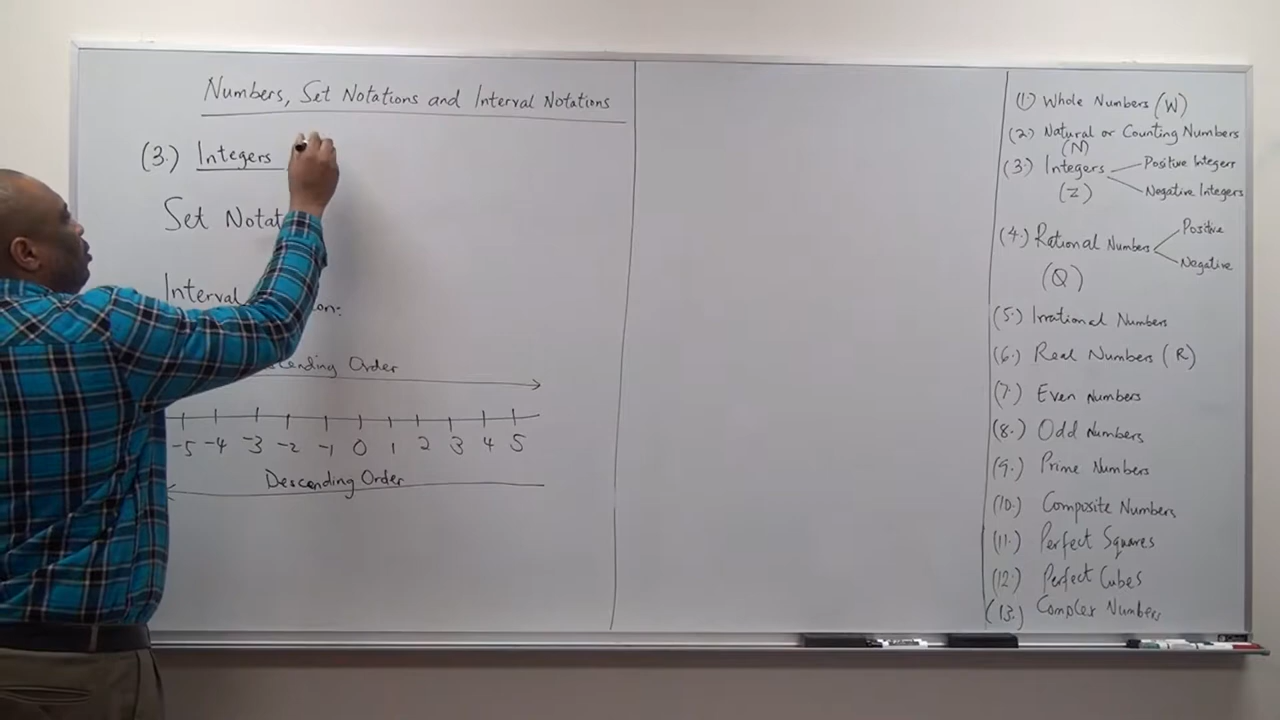 Numbers, Set Notations and Interval Notations
(3.) Integers
Set Notat
Interval
on:
scending Order
-5 -4 -3 -2 -1 0 1 2 3 4 5
Descending Order
(1) Whole Numbers (W)
(2.) Natural or Counting Numbers
(N)
(3.) Integers
Positive Integers
Negative Integers
(Z)
(4.) Rational Numbers
Positive
Negative
(Q)
(5.) Irrational Numbers
(6.) Real Numbers (R)
(7.) Even Numbers
(8.) Odd Numbers
(9.) Prime Numbers
(10.) Composite Numbers
(11.) Perfect Squares
(12.) Perfect Cubes
(13.) Complex Numbers